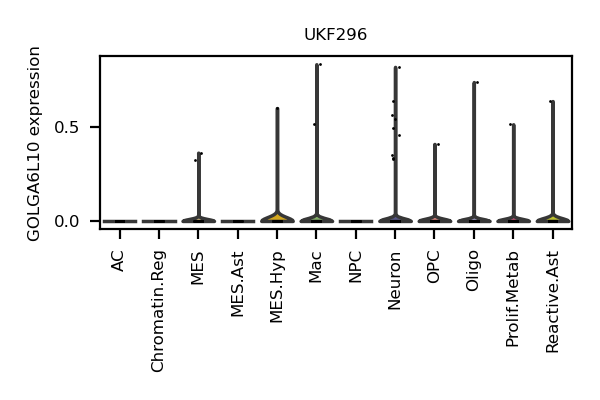 UKF296
GOLGA6L10 expression
0.5
0.0
AC
Chromatin.Reg
MES
MES.Ast
MES.Hyp
Mac
NPC
Neuron
OPC
Oligo
Prolif.Metab
Reactive.Ast